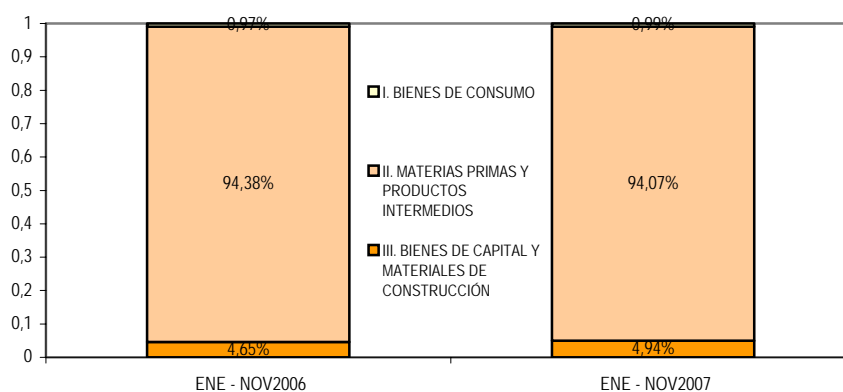 1
0,9
0,8
0,7
0,6
0,5
0,4
0,3
0,2
0,1
0
0,97%
94,38%
4,65%
0,99%
94,07%
4,94%
I. BIENES DE CONSUMO
II. MATERIAS PRIMAS Y
PRODUCTOS
INTERMEDIOS
III. BIENES DE CAPITAL Y
MATERIALES DE
CONSTRUCCIÓN
ENE - NOV2006
ENE - NOV2007